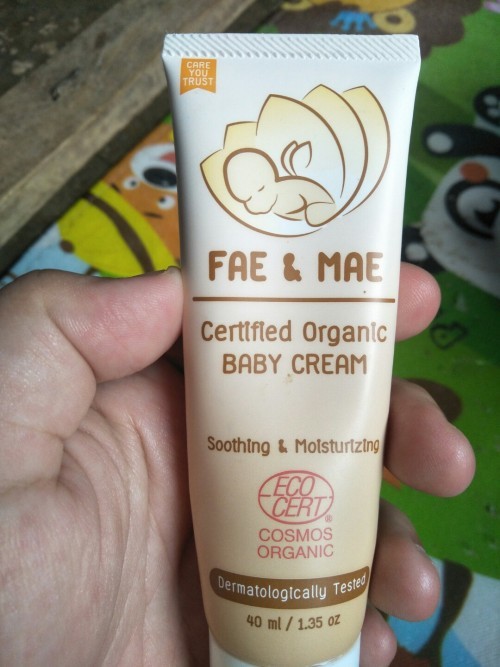 CARE
YOU
TRUST
FAE & MAE
Certified Organic
BABY CREAM
Soothing & Moisturizing
ECO
CERT®
COSMOS
ORGANIC
Dermatologically Tested
40 ml / 1.35 oz